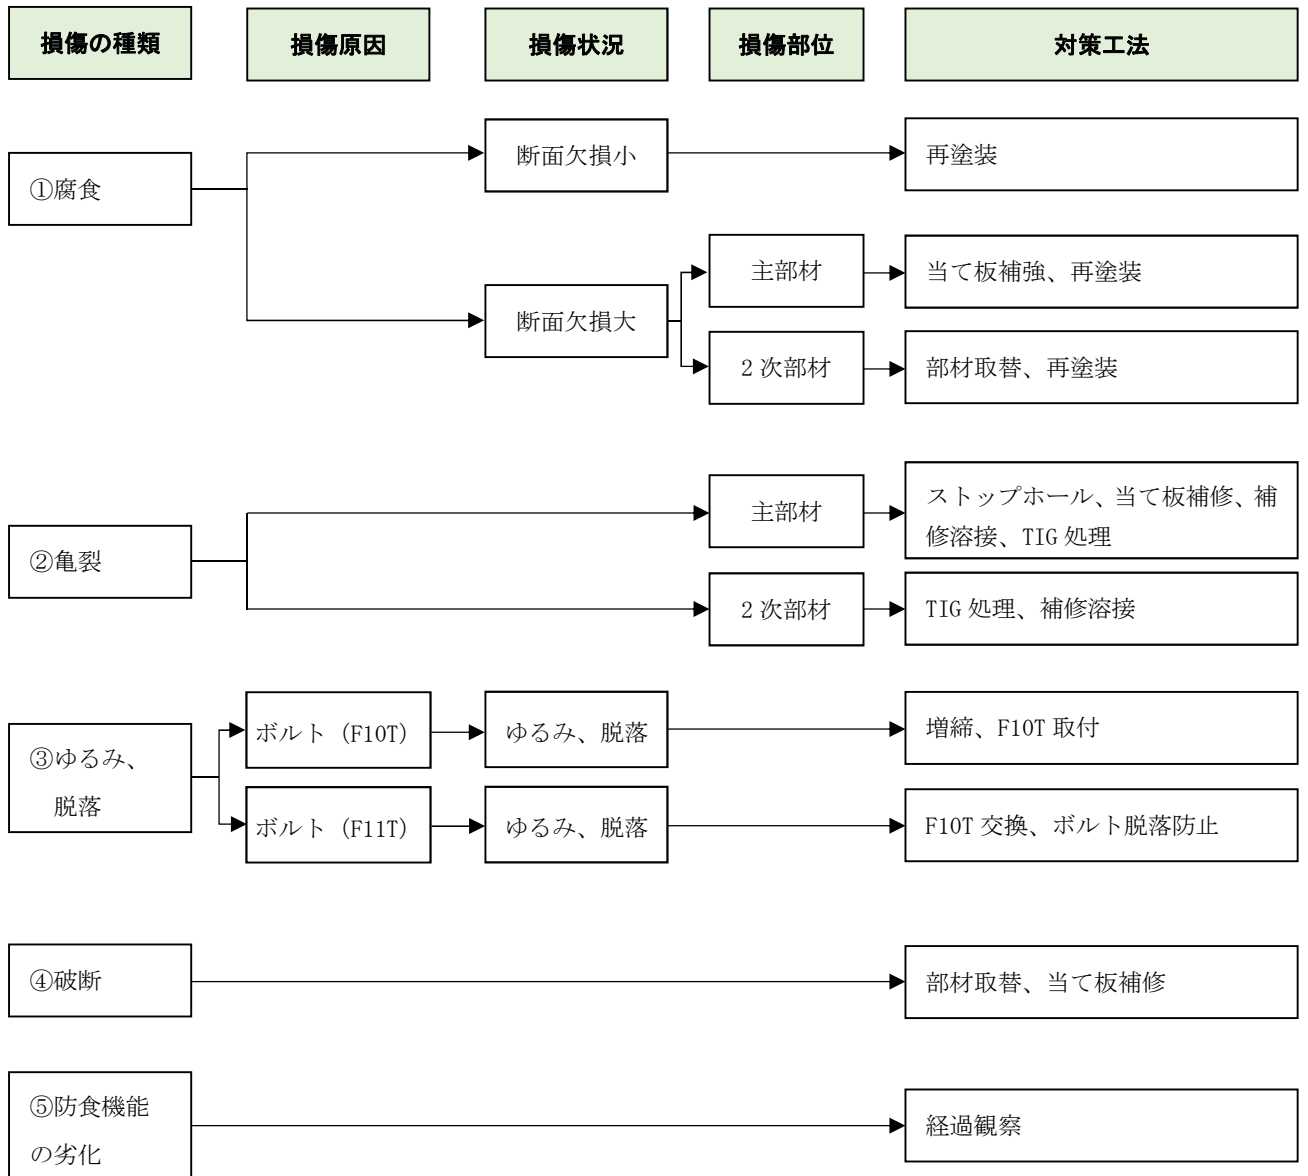 損傷の種類
損傷原因
損傷状況
損傷部位
対策工法
①腐食
断面欠損小
再塗装
断面欠損大
主部材
当て板補強、再塗装
2次部材
部材取替、再塗装
②亀裂
主部材
ストップホール、当て板補修、補
修溶接、TIG 処理
2次部材
TIG 処理、補修溶接
③ゆるみ、
脱落
ボルト（F10T）
ゆるみ、脱落
増締、F10T 取付
ボルト（F11T）
ゆるみ、脱落
F10T 交換、ボルト脱落防止
④破断
部材取替、当て板補修
⑤防食機能
の劣化
経過観察